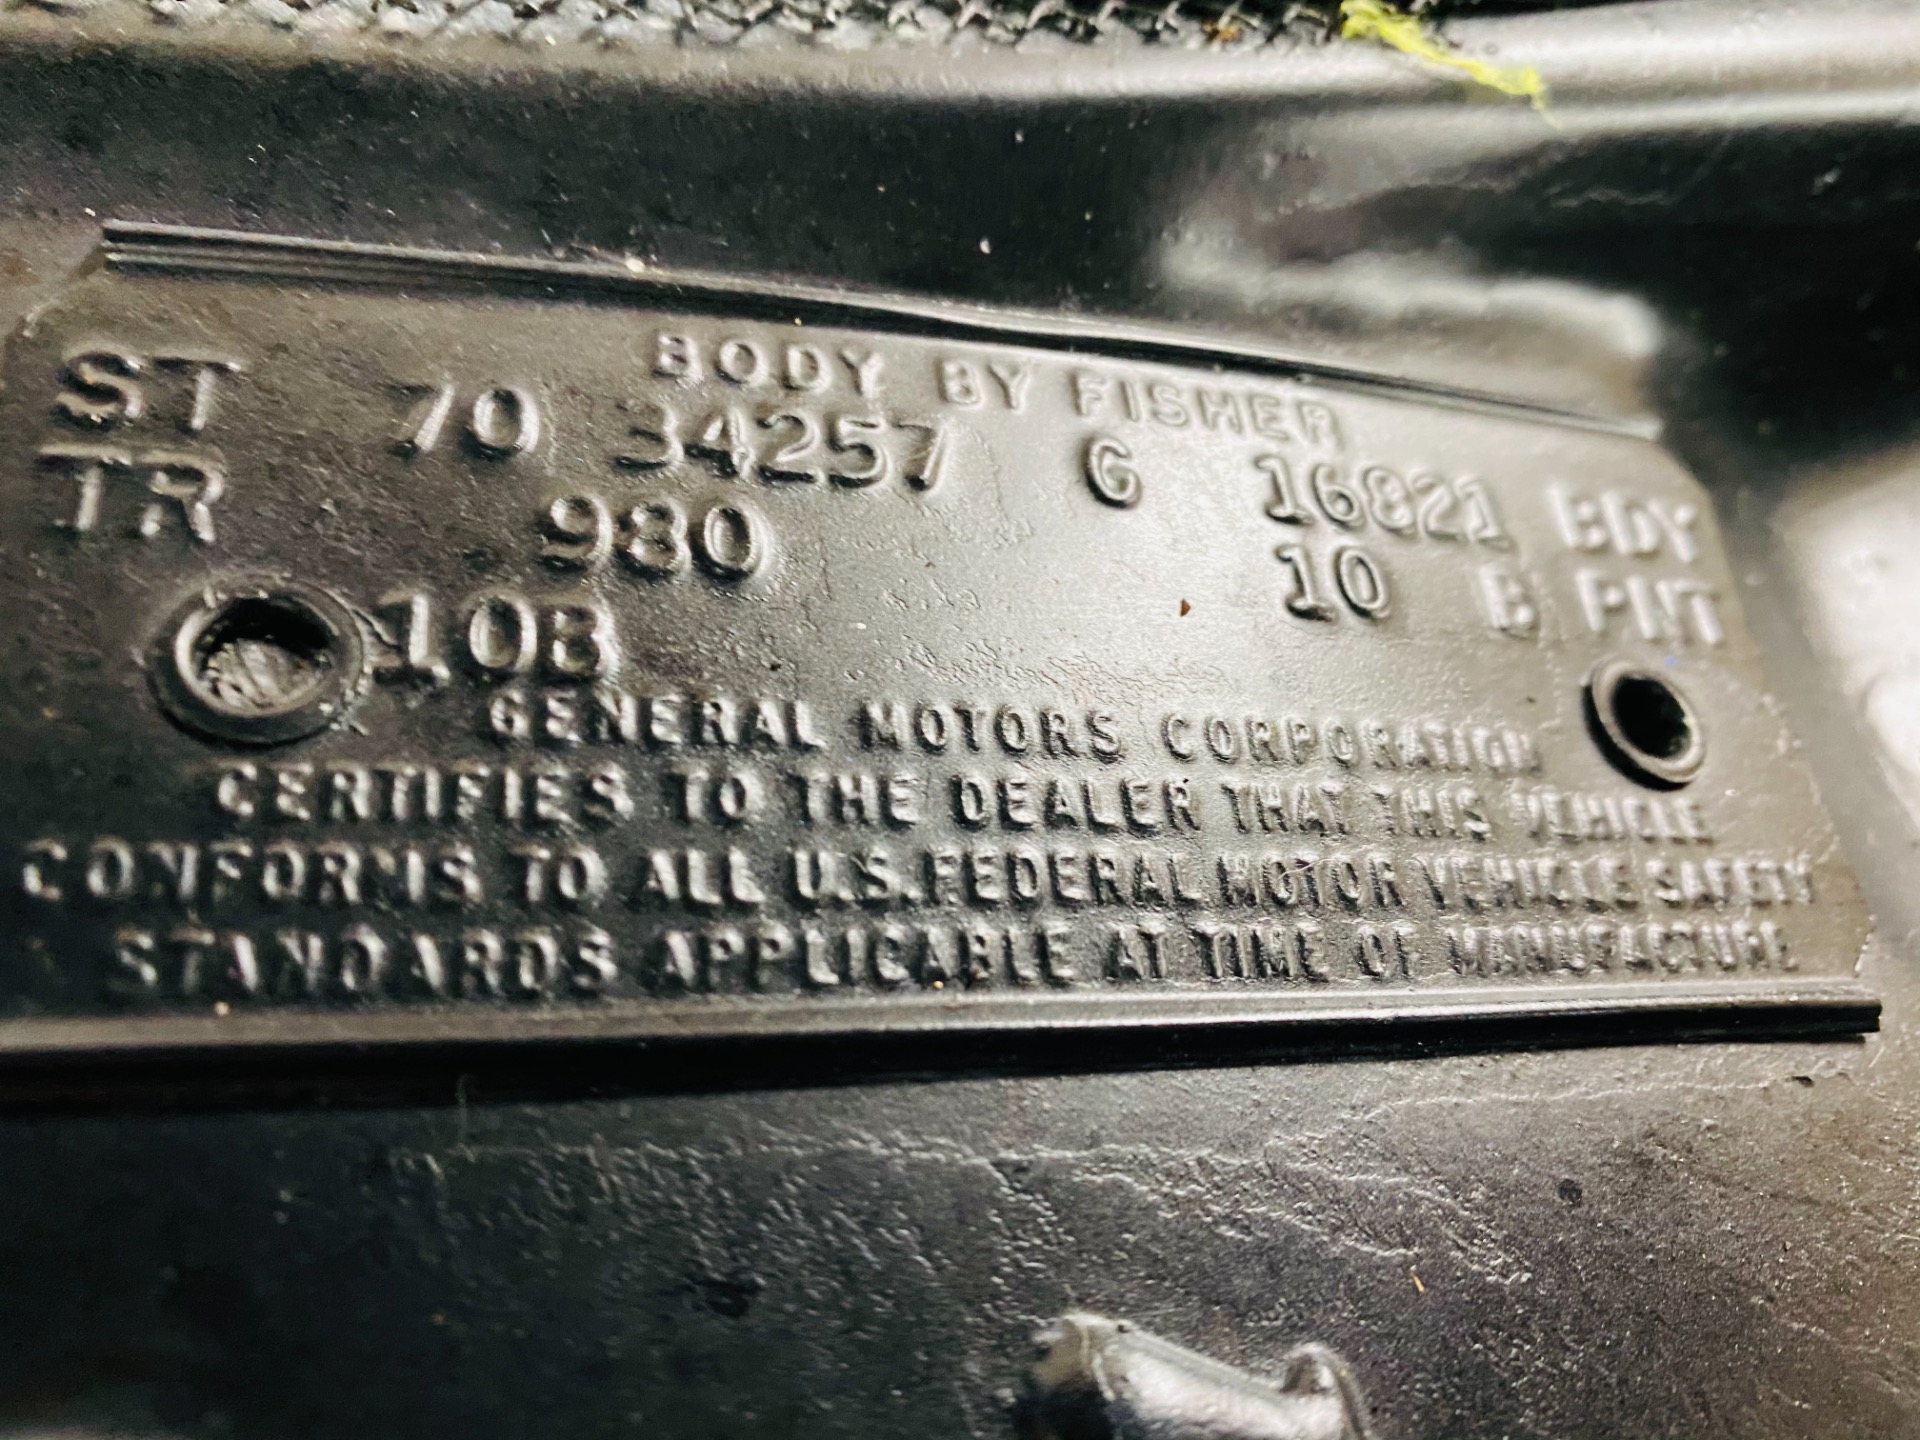 BODY BY FISHER
ST 70 34257 G 16821 BDY
TR 980 10 B PNT
10B
GENERAL MOTORS CORPORATION
CERTIFIES TO THE DEALER THAT THIS VEHICLE
CONFORMS TO ALL U.S. FEDERAL MOTOR VEHICLE SAFETY
STANDARDS APPLICABLE AT TIME OF MANUFACTURE